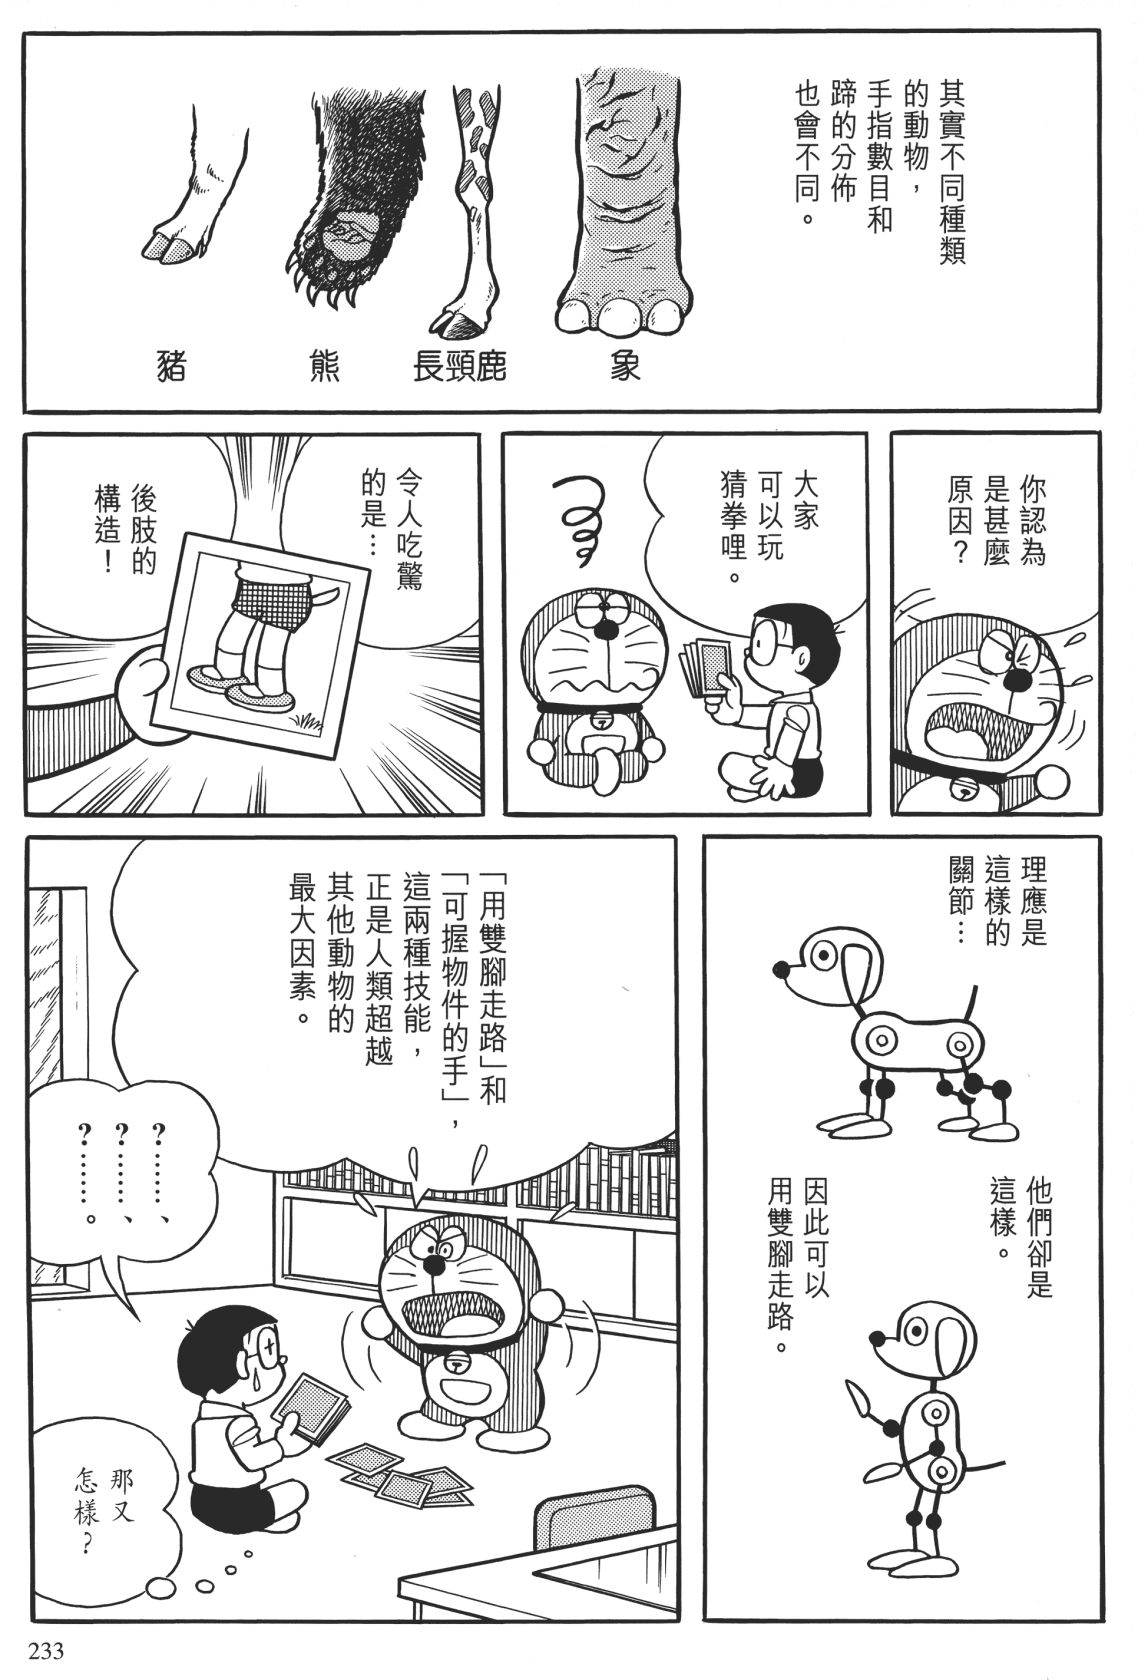 其實不同種類
的動物，
手指數目和
蹄的分佈
也會不同。
象
長頸鹿
熊
豬
你認為
是甚麼
原因？
大家
可以玩
猜拳哩。
令人吃驚
的是…
後肢的
構造！
理應是
這樣的
關節…
他們卻是
這樣。
因此可以
用雙腳走路。
「用雙腳走路」和
「可握物件的手」，
這兩種技能，
正是人類超越
其他動物的
最大因素。
？……、
？……、
？……。
那又
怎樣？
233